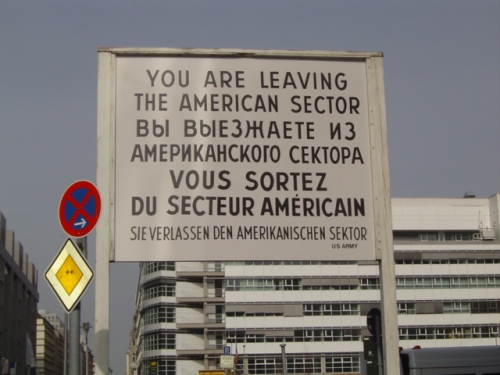 YOU ARE LEAVING
THE AMERICAN SECTOR
ВЫ ВЫЕЗЖАЕТЕ ИЗ
АМЕРИКАНСКОГО СЕКТОРА
VOUS SORTEZ
DU SECTEUR AMÉRICAIN
SIE VERLASSEN DEN AMERIKANISCHEN SEKTOR
US ARMY